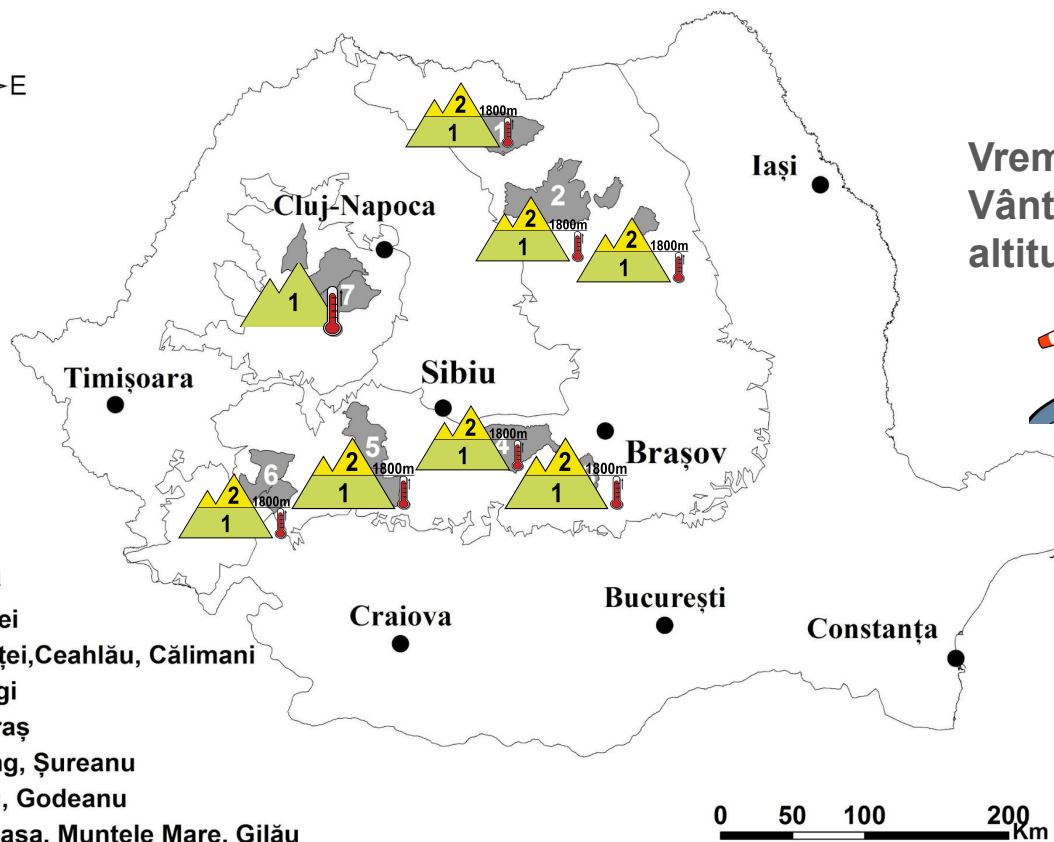 E
2
1800m
1
1
Vrem
Vânt
altitu
Iași
Cluj-Napoca
2
2
1800m
1
2
1800m
1
1
7
Timișoara
Sibiu
Brașov
2
1800m
1
4
5
2
1800m
1
2
1800m
1
6
2
1800m
1
ei
ței,Ceahlău, Călimani
gi
raș
ng, Șureanu
, Godeanu
asa, Muntele Mare, Gilău
Craiova
București
Constanța
0 50 100 200
Km